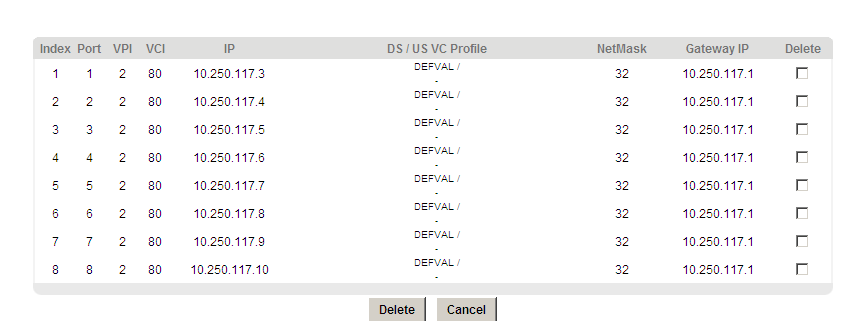 Index Port VPI VCI IP DS / US VC Profile NetMask Gateway IP Delete
1 1 2 80 10.250.117.3 DEFVAL / - 32 10.250.117.1
2 2 2 80 10.250.117.4 DEFVAL / - 32 10.250.117.1
3 3 2 80 10.250.117.5 DEFVAL / - 32 10.250.117.1
4 4 2 80 10.250.117.6 DEFVAL / - 32 10.250.117.1
5 5 2 80 10.250.117.7 DEFVAL / - 32 10.250.117.1
6 6 2 80 10.250.117.8 DEFVAL / - 32 10.250.117.1
7 7 2 80 10.250.117.9 DEFVAL / - 32 10.250.117.1
8 8 2 80 10.250.117.10 DEFVAL / - 32 10.250.117.1
Delete Cancel